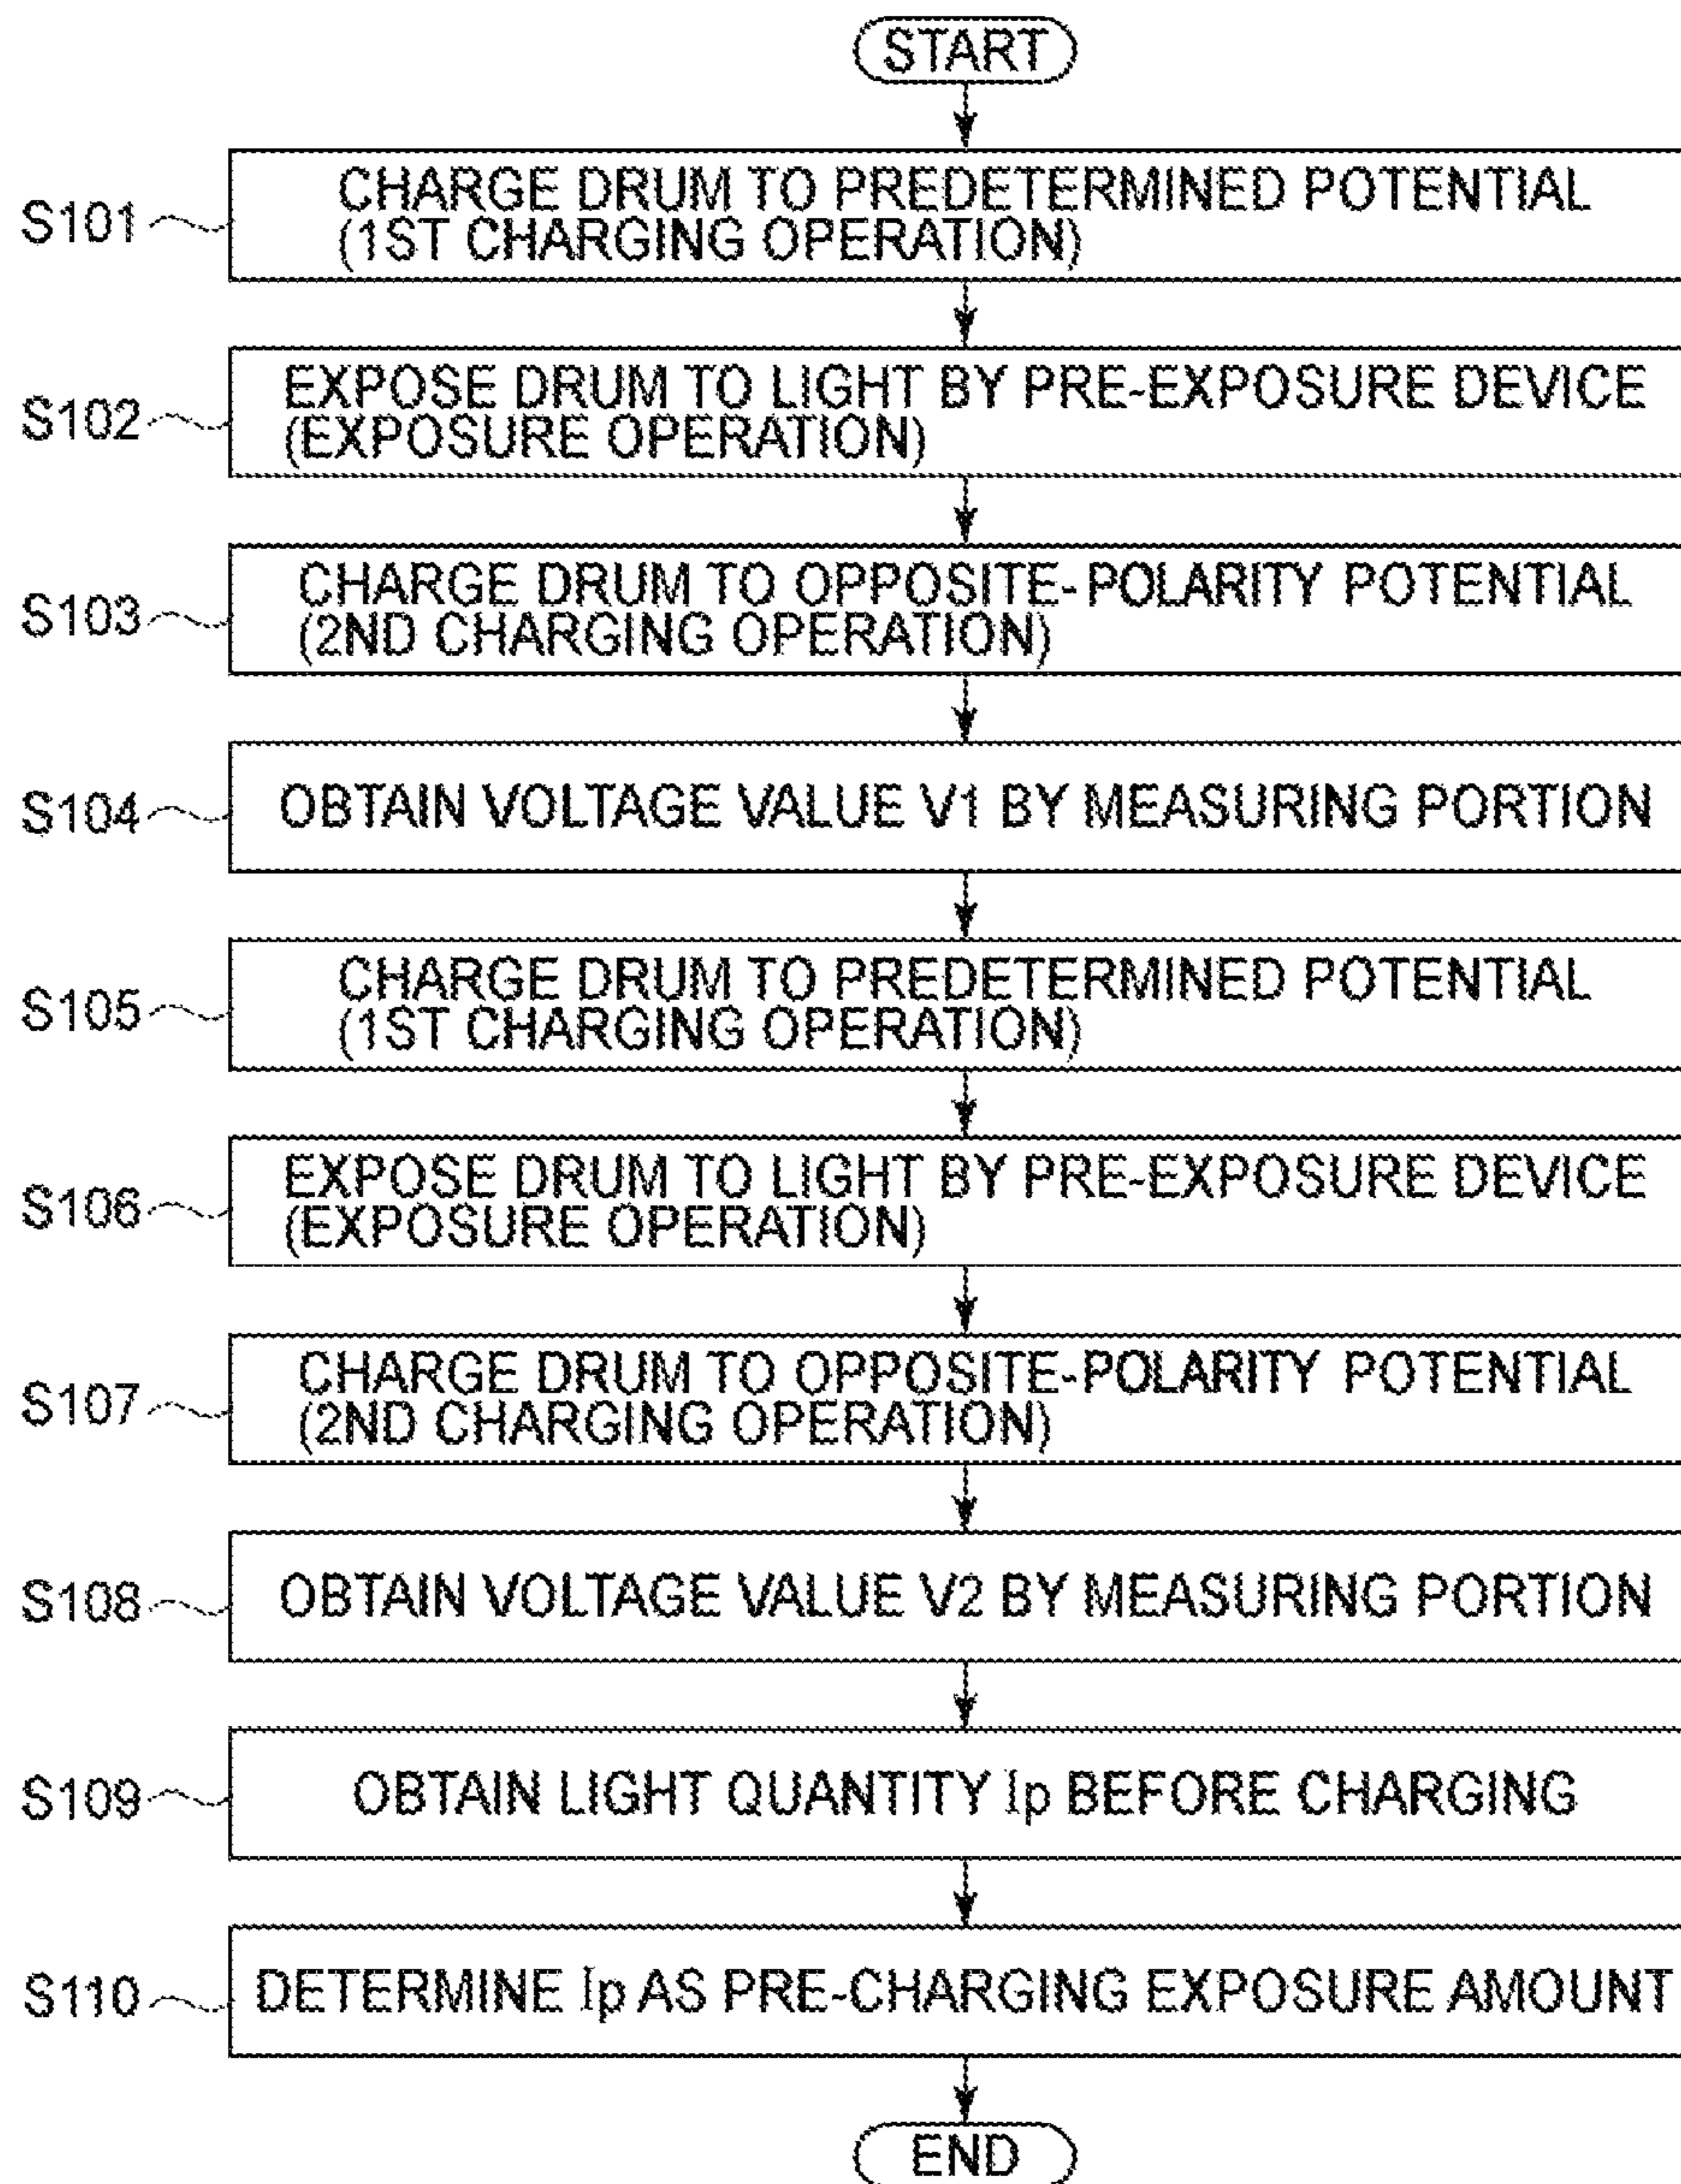 START
S101
CHARGE DRUM TO PREDETERMINED POTENTIAL
(1ST CHARGING OPERATION)
S102
EXPOSE DRUM TO LIGHT BY PRE-EXPOSURE DEVICE
(EXPOSURE OPERATION)
S103
CHARGE DRUM TO OPPOSITE-POLARITY POTENTIAL
(2ND CHARGING OPERATION)
S104
OBTAIN VOLTAGE VALUE V1 BY MEASURING PORTION
S105
CHARGE DRUM TO PREDETERMINED POTENTIAL
(1ST CHARGING OPERATION)
S106
EXPOSE DRUM TO LIGHT BY PRE-EXPOSURE DEVICE
(EXPOSURE OPERATION)
S107
CHARGE DRUM TO OPPOSITE-POLARITY POTENTIAL
(2ND CHARGING OPERATION)
S108
OBTAIN VOLTAGE VALUE V2 BY MEASURING PORTION
S109
OBTAIN LIGHT QUANTITY Ip BEFORE CHARGING
S110
DETERMINE Ip AS PRE-CHARGING EXPOSURE AMOUNT
END